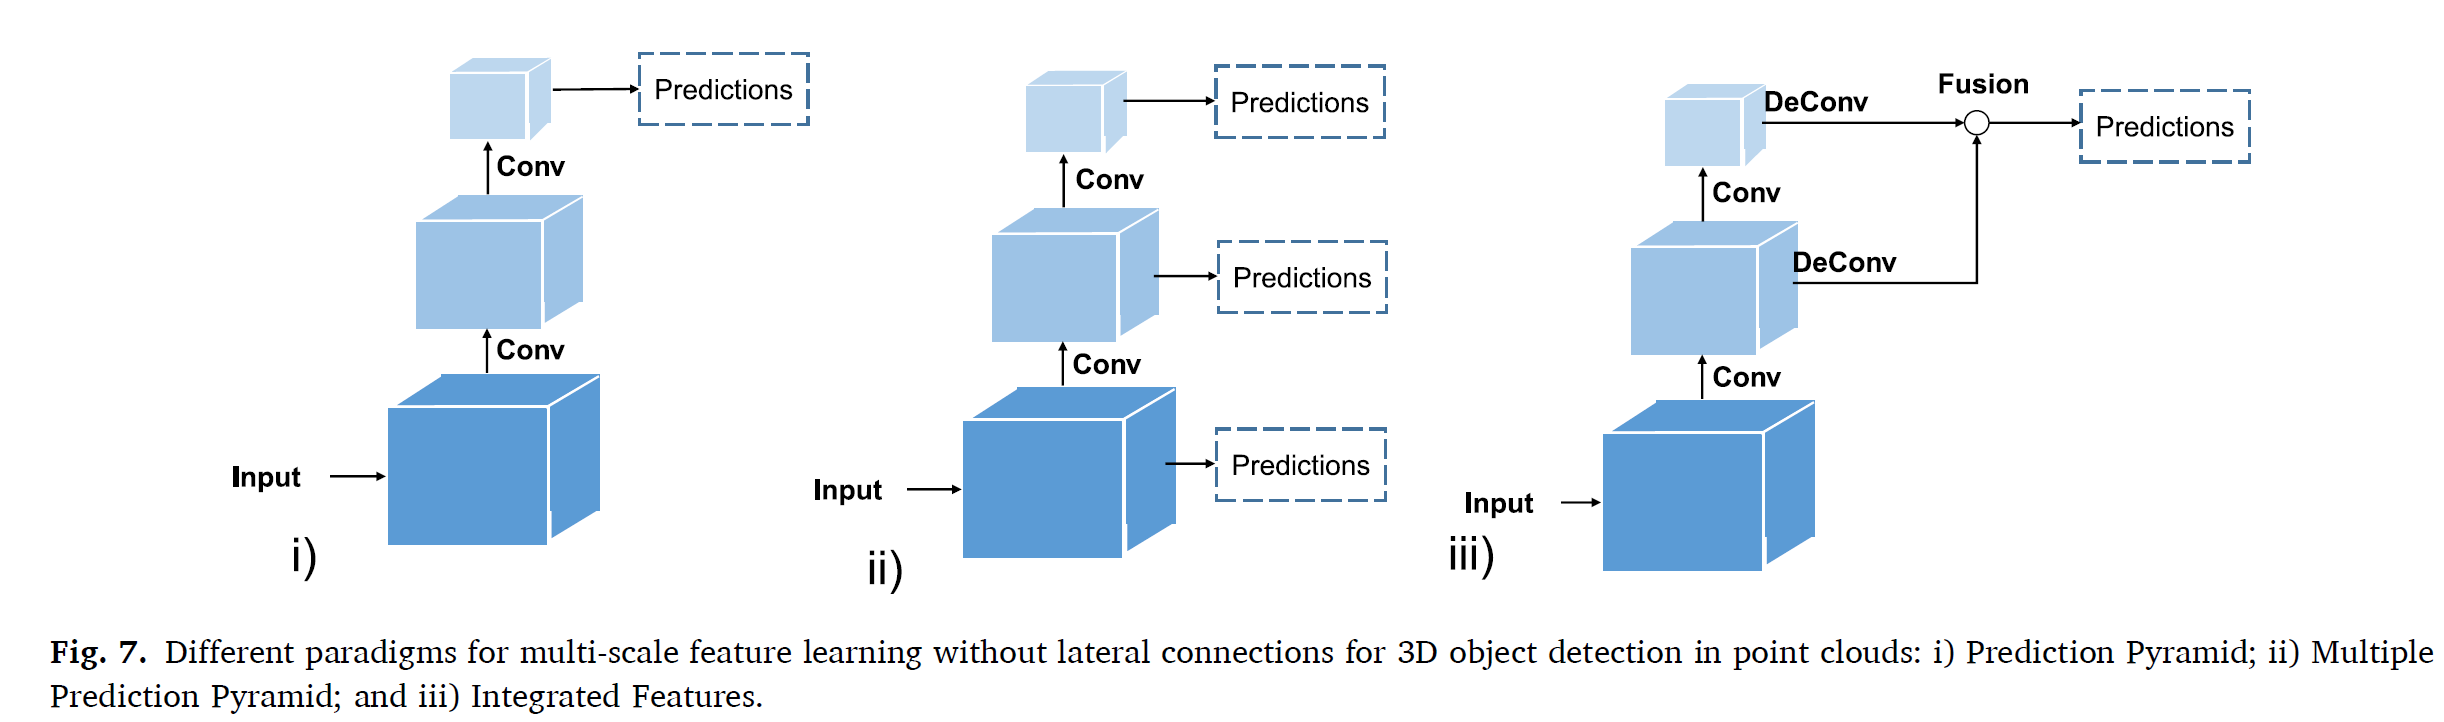 Predictions
Conv
Conv
Input
i)
Predictions
Conv
Predictions
Conv
Predictions
Input
ii)
DeConv
Fusion
Predictions
Conv
DeConv
Conv
Input
iii)
Fig. 7. Different paradigms for multi-scale feature learning without lateral connections for 3D object detection in point clouds: i) Prediction Pyramid; ii) Multiple
Prediction Pyramid; and iii) Integrated Features.